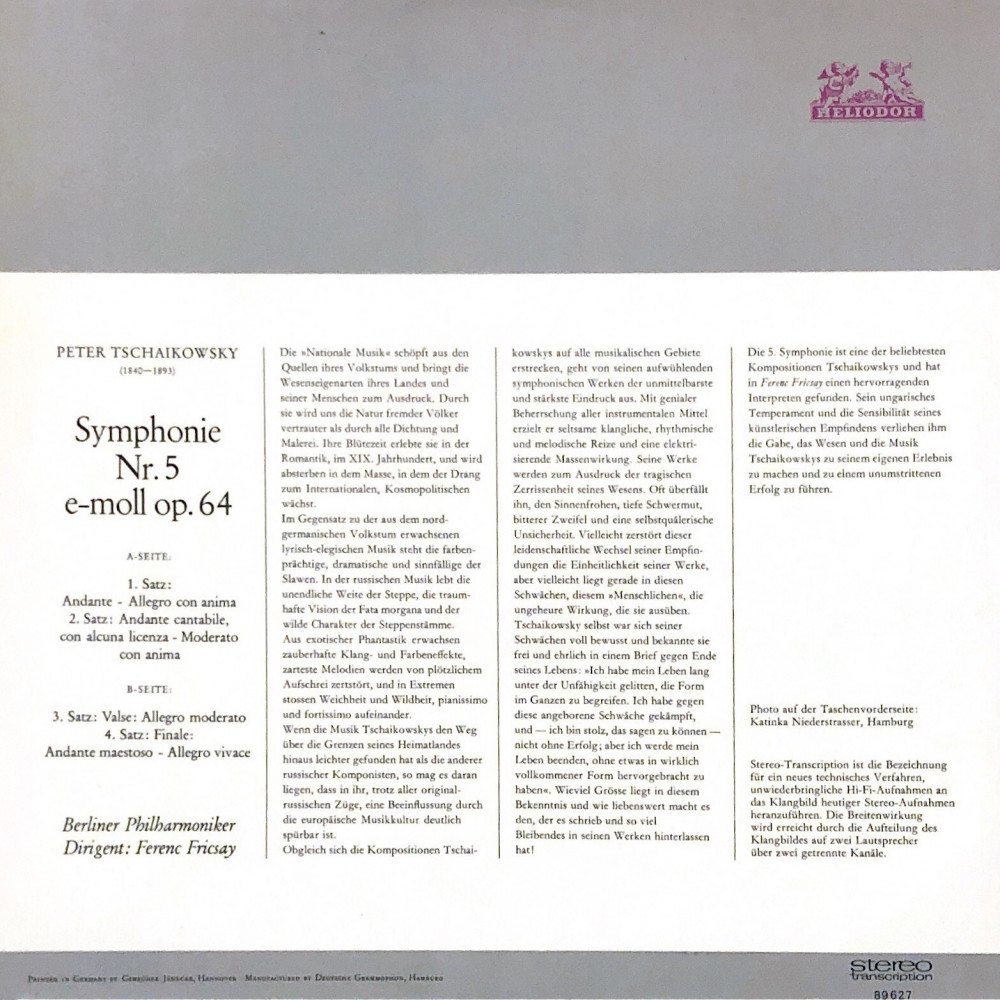 HELIODOR
PETER TSCHAIKOWSKY
(1840—1893)
Symphonie
Nr. 5
e-moll op. 64
A-SEITE:
1. Satz:
Andante - Allegro con anima
2. Satz: Andante cantabile,
con alcuna licenza - Moderato
con anima
B-SEITE:
3. Satz: Valse: Allegro moderato
4. Satz: Finale:
Andante maestoso - Allegro vivace
Berliner Philharmoniker
Dirigent: Ferenc Fricsay
Die »Nationale Musik« schöpft aus den
Quellen ihres Volkstums und bringt die
Wesenseigenarten ihres Landes und
seiner Menschen zum Ausdruck. Durch
sie wird uns die Natur fremder Völker
vertrauter als durch alle Dichtung und
Malerei. Ihre Blütezeit erlebte sie in der
Romantik, im XIX. Jahrhundert, und wird
absterben in dem Masse, in dem der Drang
zum Internationalen, Kosmopolitischen
wächst.
Im Gegensatz zu der aus dem nord-
germanischen Volkstum erwachsenen
lyrisch-elegischen Musik steht die farben-
prächtige, dramatische und sinnfällige der
Slawen. In der russischen Musik lebt die
unendliche Weite der Steppe, die traum-
hafte Vision der Fata morgana und der
wilde Charakter der Steppenstämme.
Aus exotischer Phantastik erwachsen
zauberhafte Klang- und Farbeneffekte,
zarteste Melodien werden von plötzlichem
Aufschrei zerstört, und in Extremen
stossen Weichheit und Wildheit, pianissimo
und fortissimo aufeinander.
Wenn die Musik Tschaikowskys den Weg
über die Grenzen seines Heimatlandes
hinaus leichter gefunden hat als die anderer
russischer Komponisten, so mag es daran
liegen, dass in ihr, trotz aller original-
russischen Züge, eine Beeinflussung durch
die europäische Musikkultur deutlich
spürbar ist.
Obgleich sich die Kompositionen Tschai-
kowskys auf alle musikalischen Gebiete
erstrecken, geht von seinen aufwühlenden
symphonischen Werken der unmittelbarste
und stärkste Eindruck aus. Mit genialer
Beherrschung aller instrumentalen Mittel
erzielt er seltsame klangliche, rhythmische
und melodische Reize und eine elektri-
sierende Massenwirkung. Seine Werke
werden zum Ausdruck der tragischen
Zerrissenheit seines Wesens. Oft überfällt
ihn, den Sinnenfrohen, tiefe Schwermut,
bitterer Zweifel und eine selbstquälerische
Unsicherheit. Vielleicht zerstört dieser
leidenschaftliche Wechsel seiner Empfin-
dungen die Einheitlichkeit seiner Werke,
aber vielleicht liegt gerade in diesen
Schwächen, diesem »Menschlichen«, die
ungeheure Wirkung, die sie ausüben.
Tschaikowsky selbst war sich seiner
Schwächen voll bewusst und bekannte sie
frei und ehrlich in einem Brief gegen Ende
seines Lebens: »Ich habe mein Leben lang
unter der Unfähigkeit gelitten, die Form
im Ganzen zu begreifen. Ich habe gegen
diese angeborene Schwäche gekämpft,
und — ich bin stolz, das sagen zu können —
nicht ohne Erfolg; aber ich werde mein
Leben beenden, ohne etwas in wirklich
vollkommener Form hervorgebracht zu
haben«. Wieviel Grösse liegt in diesem
Bekenntnis und wie liebenswert macht es
den, der es schrieb und so viel
Bleibendes in seinen Werken hinterlassen
hat!
Die 5. Symphonie ist eine der beliebtesten
Kompositionen Tschaikowskys und hat
in Ferenc Fricsay einen hervorragenden
Interpreten gefunden. Sein ungarisches
Temperament und die Sensibilität seines
künstlerischen Empfindens verliehen ihm
die Gabe, das Wesen und die Musik
Tschaikowskys zu seinem eigenen Erlebnis
zu machen und zu einem unumstrittenen
Erfolg zu führen.
Photo auf der Taschenvorderseite:
Katinka Niederstrasser, Hamburg
Stereo-Transcription ist die Bezeichnung
für ein neues technisches Verfahren,
unwiederbringliche Hi-Fi-Aufnahmen an
das Klangbild heutiger Stereo-Aufnahmen
heranzuführen. Die Breitenwirkung
wird erreicht durch die Aufteilung des
Klangbildes auf zwei Lautsprecher
über zwei getrennte Kanäle.
Printed in Germany by Gebrüder Jänecke, Hannover Manufactured by Deutsche Grammophon, Hamburg
stereo
transcription
89627